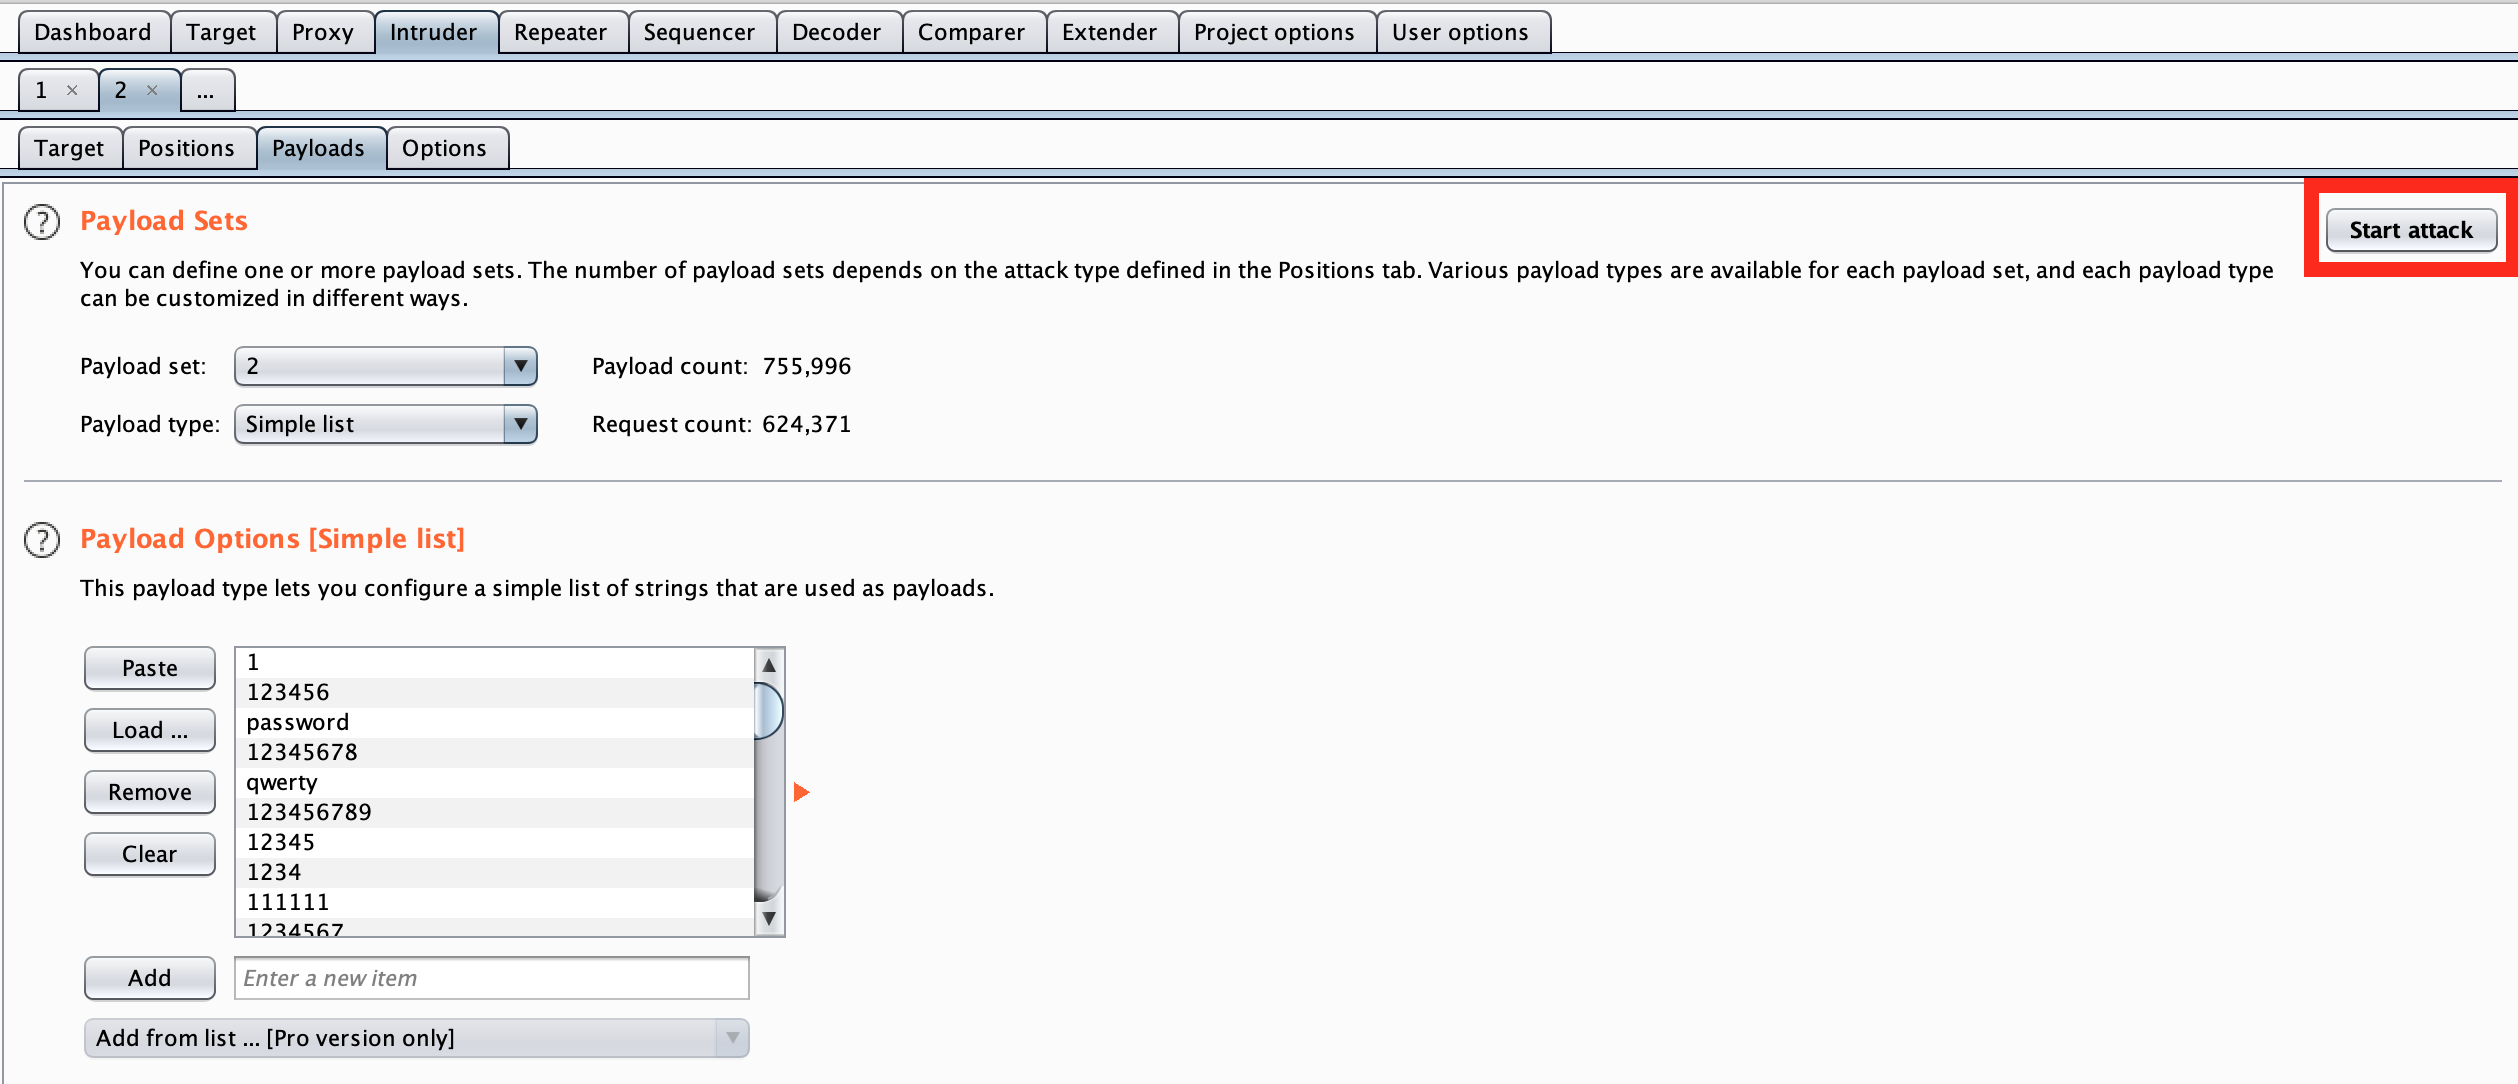 Dashboard Target Proxy Intruder Repeater Sequencer Decoder Comparer Extender Project options User options
1 × 2 × ...
Target Positions Payloads Options
? Payload Sets
Start attack
You can define one or more payload sets. The number of payload sets depends on the attack type defined in the Positions tab. Various payload types are available for each payload set, and each payload type
can be customized in different ways.
Payload set: 2 Payload count: 755,996
Payload type: Simple list Request count: 624,371
? Payload Options [Simple list]
This payload type lets you configure a simple list of strings that are used as payloads.
Paste
Load ...
Remove
Clear
1
123456
password
12345678
qwerty
123456789
12345
1234
111111
1234567
Add Enter a new item
Add from list ... [Pro version only]